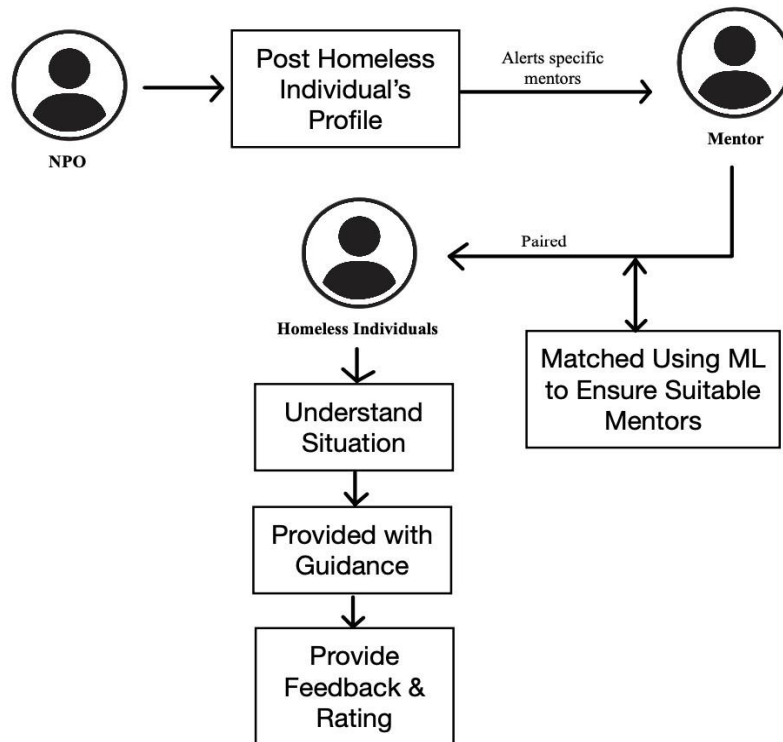 Post Homeless
Individual's
Profile
Alerts specific
mentors
NPO
Mentor
Paired
Homeless Individuals
Matched Using ML
to Ensure Suitable
Mentors
Understand
Situation
Provided with
Guidance
Provide
Feedback &
Rating